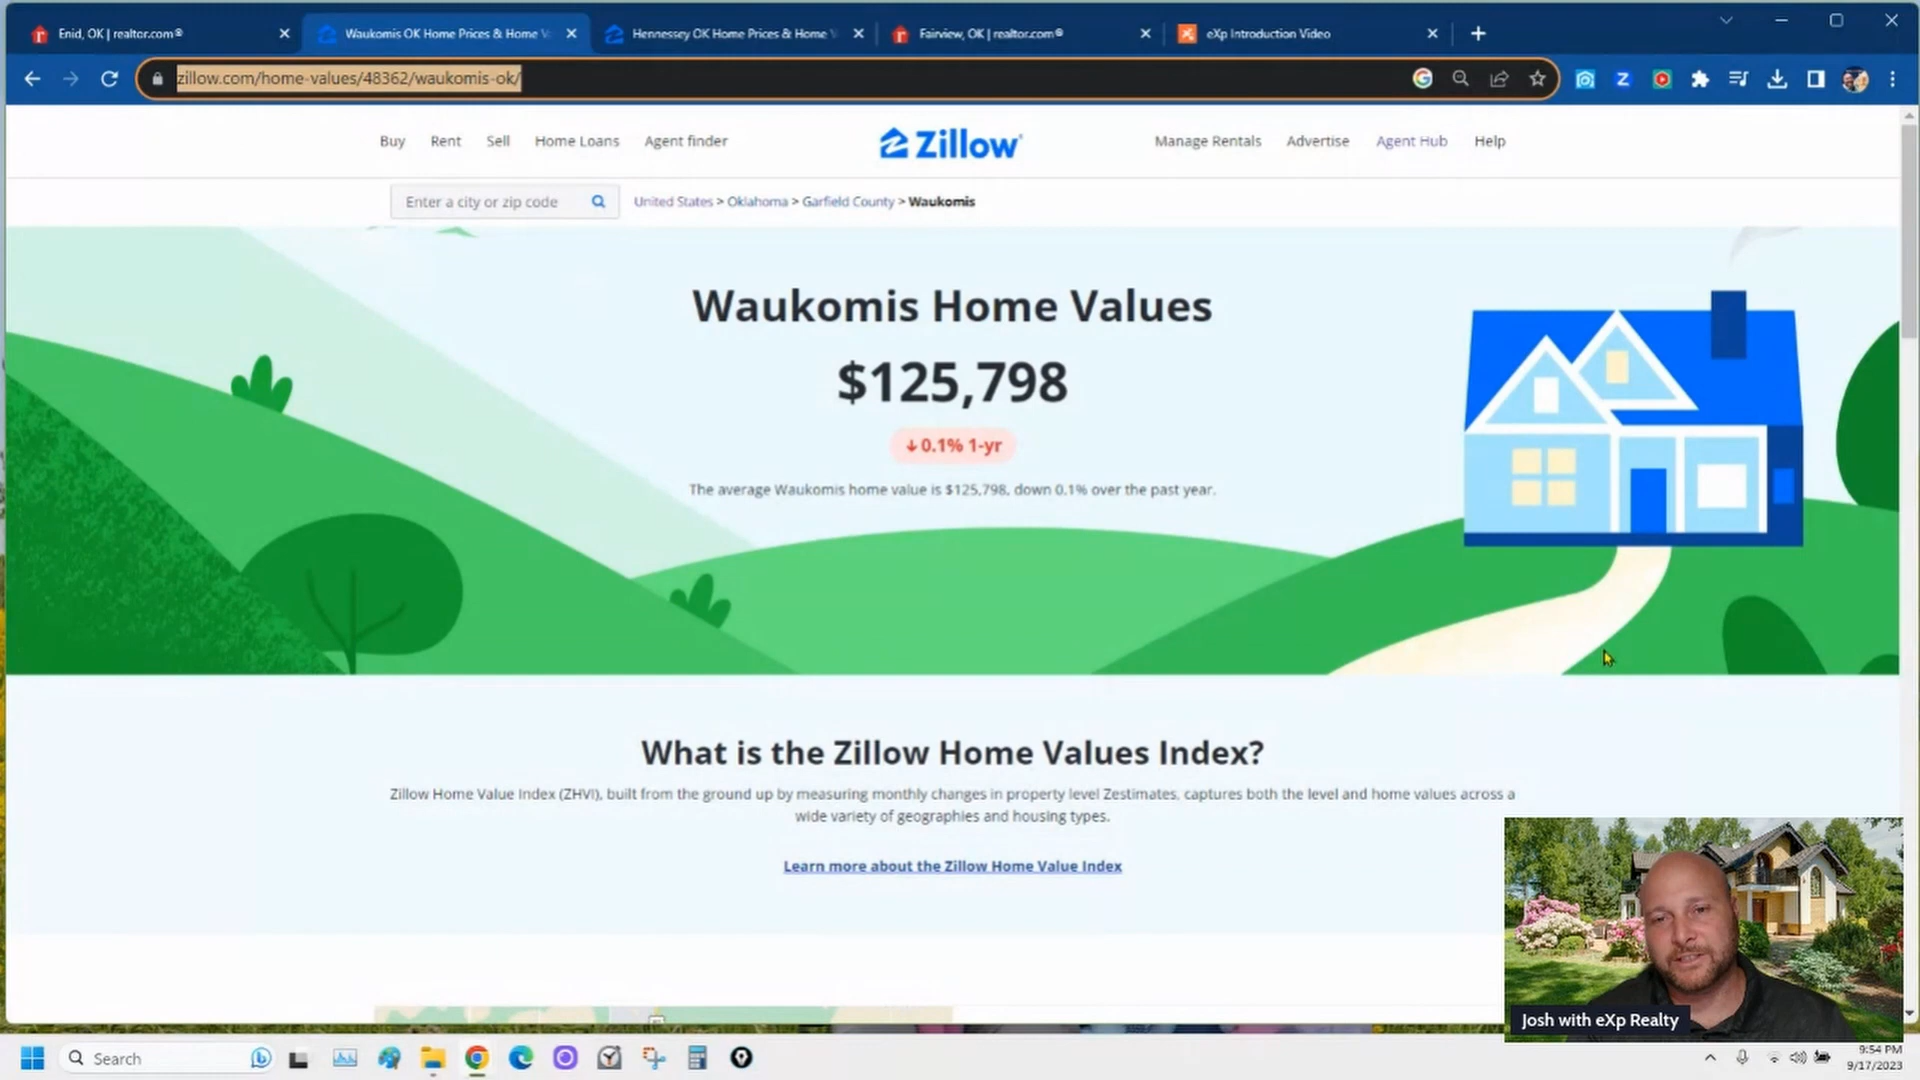 Enid, OK | realtor.com®
Waukomis OK Home Prices & Home V
Hennessey OK Home Prices & Home V
Fairview, OK | realtor.com®
eXp Introduction Video
zillow.com/home-values/48362/waukomis-ok/
Buy Rent Sell Home Loans Agent finder Zillow Manage Rentals Advertise Agent Hub Help
Enter a city or zip code United States > Oklahoma > Garfield County > Waukomis
Waukomis Home Values
$125,798
↓ 0.1% 1-yr
The average Waukomis home value is $125,798, down 0.1% over the past year.
What is the Zillow Home Values Index?
Zillow Home Value Index (ZHVI), built from the ground up by measuring monthly changes in property level Zestimates, captures both the level and home values across a
wide variety of geographies and housing types.
Learn more about the Zillow Home Value Index
Josh with eXp Realty
Search
9:54 PM
9/17/2023